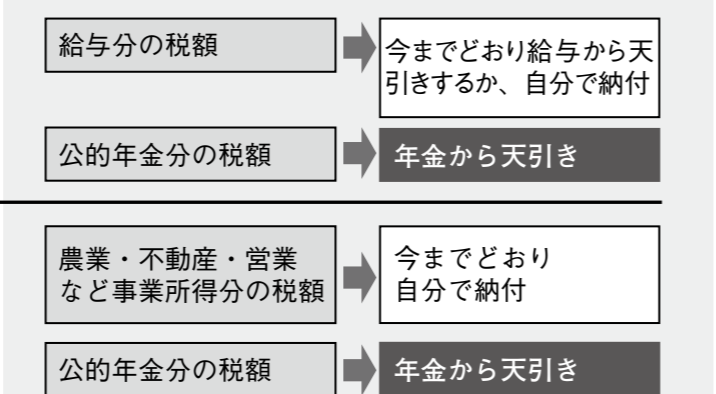 給与分の税額
今までどおり給与から天
引きするか、自分で納付
公的年金分の税額
年金から天引き
農業・不動産・営業
など事業所得分の税額
今までどおり
自分で納付
公的年金分の税額
年金から天引き